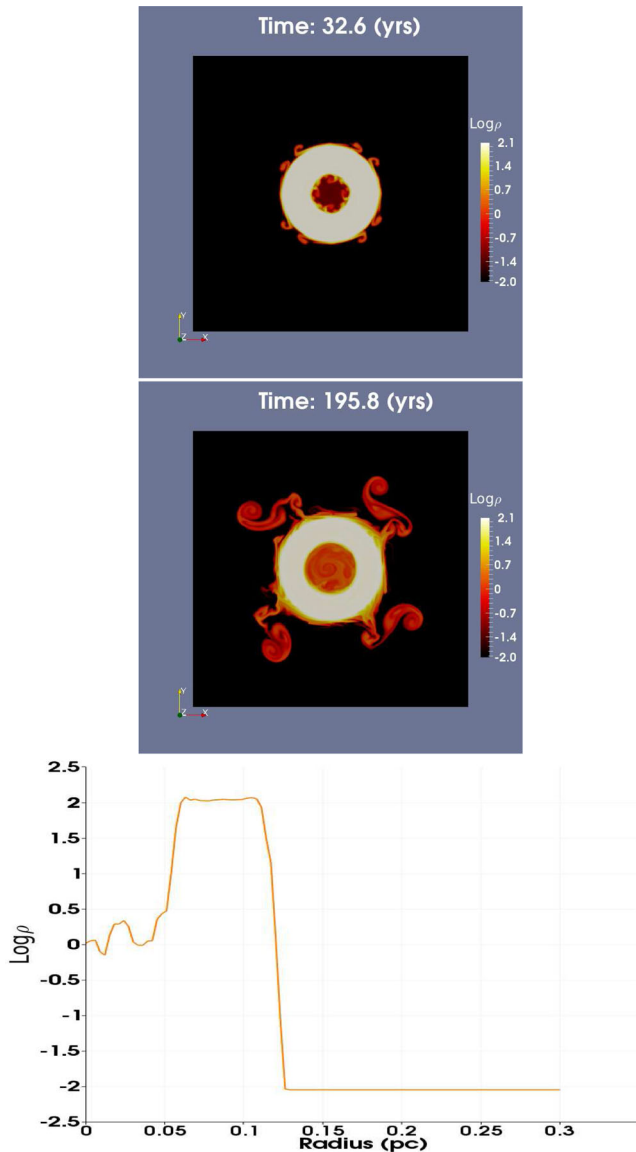 Time: 32.6 (yrs)
Logρ
2.1
1.4
0.7
0
-0.7
-1.4
-2.0
Y
Z X
Time: 195.8 (yrs)
Logρ
2.1
1.4
0.7
0
-0.7
-1.4
-2.0
Y
Z X
2.5
2
1.5
1
0.5
0
-0.5
-1
-1.5
-2
-2.5
Logρ
0 0.05 0.1 0.15 0.2 0.25 0.3
Radius (pc)